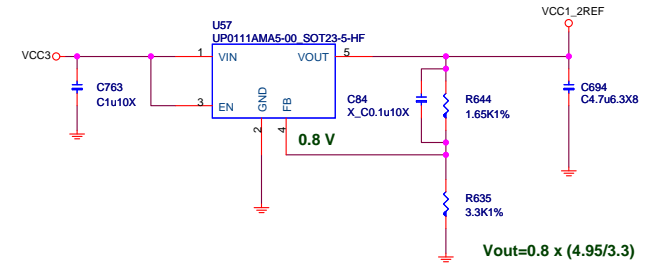 VCC1_2REF
U57
UP0111AMA5-00_SOT23-5-HF
VCC3
1
VIN
VOUT
5
C763
C1u10X
3
EN
GND
FB
2
4
C84
X_C0.1u10X
R644
1.65K1%
C694
C4.7u6.3X8
0.8 V
R635
3.3K1%
Vout=0.8 x (4.95/3.3)